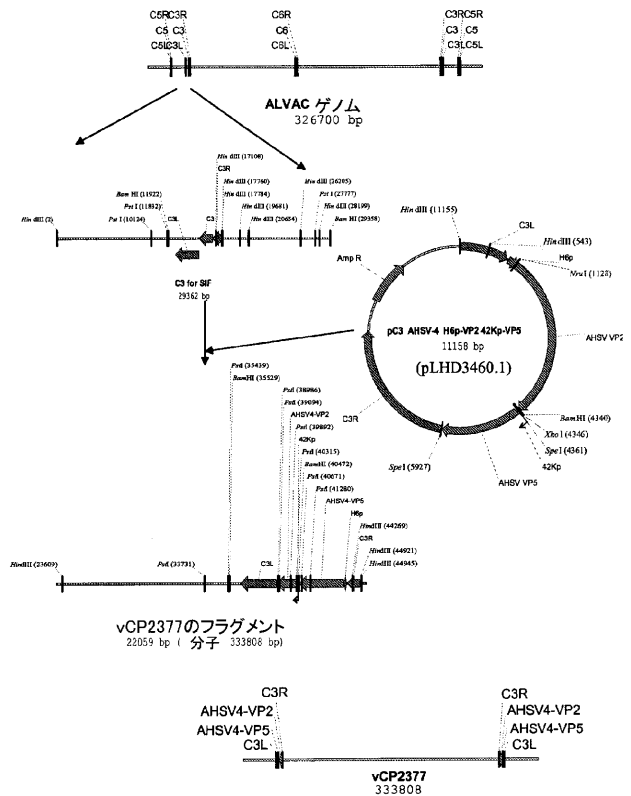 C5R C3R C6R C3R C5R
C5 C3 C6 C3 C5
C5L C3L C6L C3L C5L
ALVAC ゲノム
326700 bp
Hin dIII (17108)
C3R
Hin dIII (17760)
Hin dIII (17784)
Bam HI (11922)
Pst I (11832)
Pst I (10124)
Hin dIII (2)
C3L
C3
Hin dIII (19681)
Hin dIII (20684)
Pst I (27777)
Hin dIII (28199)
Bam HI (29358)
C3 for SIF
29362 bp
Hin dIII (11155)
C3L
Hin dIII (543)
H6p
Nru I (1128)
Amp R
pC3 AHSV-4 H6p-VP2 42Kp-VP5
11158 bp
(pLHD3460.1)
AHSV VP2
C3R
BamHI (4340)
Xho I (4346)
Spe I (4361)
42Kp
Spe I (5927)
AHSV VP5
PstI (35439)
BamHI (35529)
PstI (38986)
PstI (39094)
AHSV4-VP2
PstI (39892)
42Kp
PstI (40315)
BamHI (40472)
PstI (40671)
PstI (41280)
AHSV4-VP5
H6p
HindIII (44269)
C3R
HindIII (44921)
HindIII (44945)
HindIII (23609)
PstI (33731)
C3L
vCP2377のフラグメント
22059 bp ( 分子 333808 bp)
C3R C3R
AHSV4-VP2 AHSV4-VP2
AHSV4-VP5 AHSV4-VP5
C3L C3L
vCP2377
333808